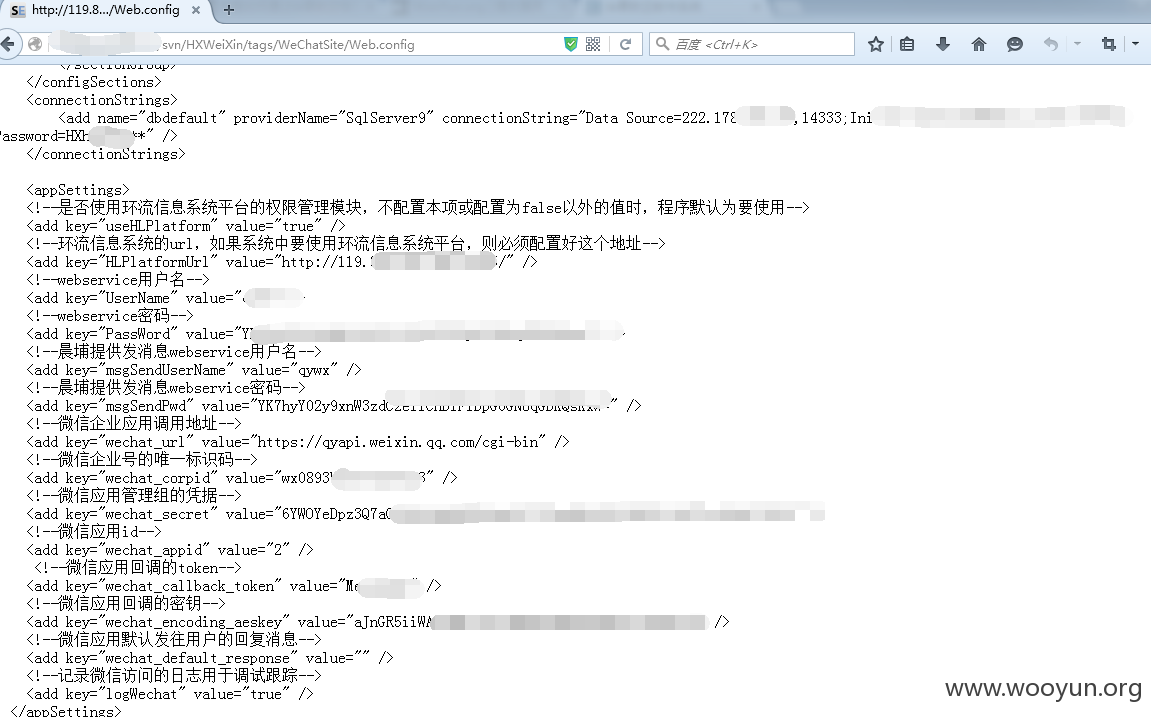 SE http://119.8.../Web.config
svn/HXWeiXin/tags/WeChatSite/Web.config
百度 <Ctrl+K>
</sectionGroup>
</configSections>
<connectionStrings>
<add name="dbdefault" providerName="SqlServer9" connectionString="Data Source=222.178 ,14333;Ini
Password=HXh **" />
</connectionStrings>
<appSettings>
<!--是否使用环流信息系统平台的权限管理模块，不配置本项或配置为false以外的值时，程序默认为要使用-->
<add key="useHLPlatform" value="true" />
<!--环流信息系统的url，如果系统中要使用环流信息系统平台，则必须配置好这个地址-->
<add key="HLPlatformUrl" value="http://119. /" />
<!--webservice用户名-->
<add key="UserName" value="
<!--webservice密码-->
<add key="PassWord" value="
<!--晨埔提供发消息webservice用户名-->
<add key="msgSendUserName" value="qywx" />
<!--晨埔提供发消息webservice密码-->
<add key="msgSendPwd" " />
<!--微信企业应用调用地址-->
<add key="wechat_url" value="https://qyapi.weixin.qq.com/cgi-bin" />
<!--微信企业号的唯一标识码-->
<add key="wechat_corpid" value="wx0893 3" />
<!--微信应用管理组的凭据-->
<add key="wechat_secret" value="6YWOYeDpz3Q7a
<!--微信应用id-->
<add key="wechat_appid" value="2" />
<!--微信应用回调的token-->
<add key="wechat_callback_token" value="Me " />
<!--微信应用回调的密钥-->
<add key="wechat_encoding_aeskey" value="aJnGR5iiWA />
<!--微信应用默认发往用户的回复消息-->
<add key="wechat_default_response" value="" />
<!--记录微信访问的日志用于调试跟踪-->
<add key="logWechat" value="true" />
</appSettings>
www.wooyun.org